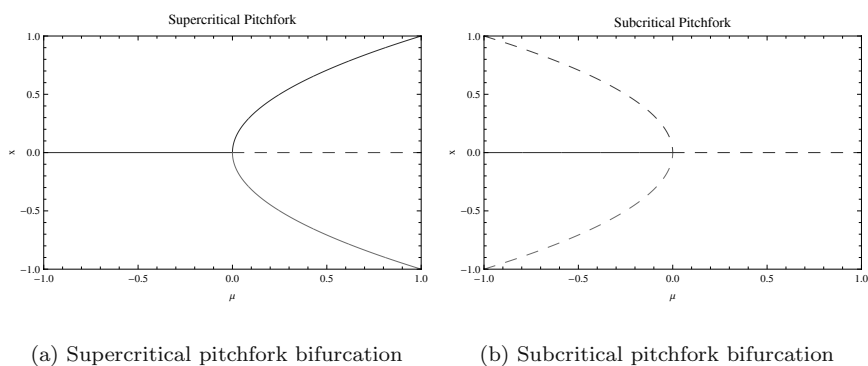 Supercritical Pitchfork
1.0
0.5
0.0
x
−0.5
−1.0
−1.0 −0.5 0.0 0.5 1.0
μ
(a) Supercritical pitchfork bifurcation
Subcritical Pitchfork
1.0
0.5
0.0
x
−0.5
−1.0
−1.0 −0.5 0.0 0.5 1.0
μ
(b) Subcritical pitchfork bifurcation